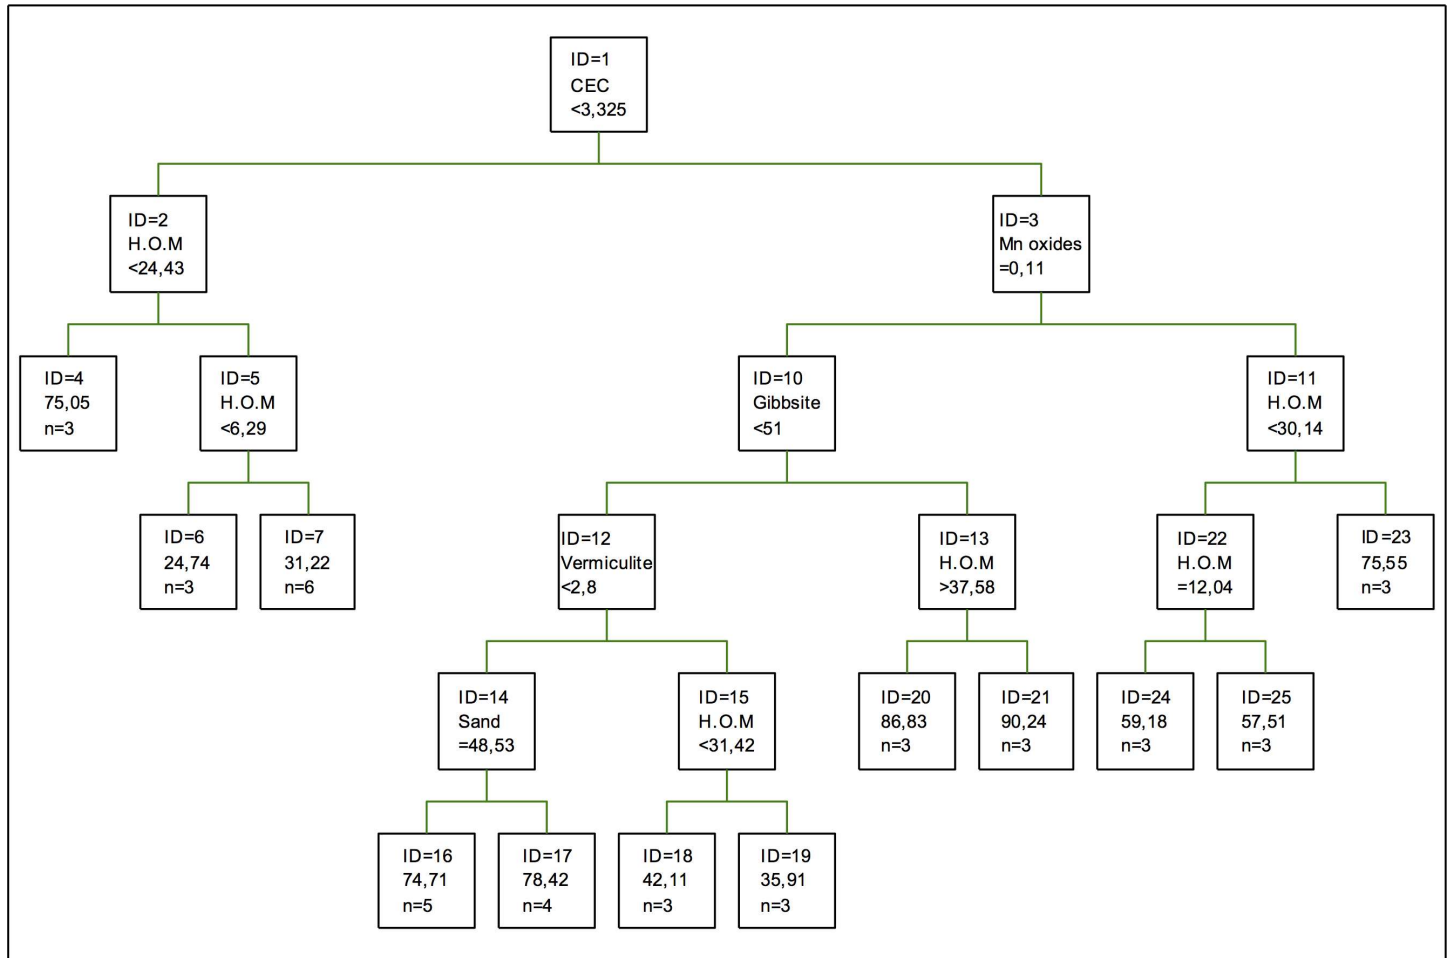 ID=1
CEC
<3,325
ID=2
H.O.M
<24,43
ID=3
Mn oxides
=0,11
ID=4
75,05
n=3
ID=5
H.O.M
<6,29
ID=10
Gibbsite
<51
ID=11
H.O.M
<30,14
ID=6
24,74
n=3
ID=7
31,22
n=6
ID=12
Vermiculite
<2,8
ID=13
H.O.M
>37,58
ID=22
H.O.M
=12,04
ID=23
75,55
n=3
ID=14
Sand
=48,53
ID=15
H.O.M
<31,42
ID=20
86,83
n=3
ID=21
90,24
n=3
ID=24
59,18
n=3
ID=25
57,51
n=3
ID=16
74,71
n=5
ID=17
78,42
n=4
ID=18
42,11
n=3
ID=19
35,91
n=3